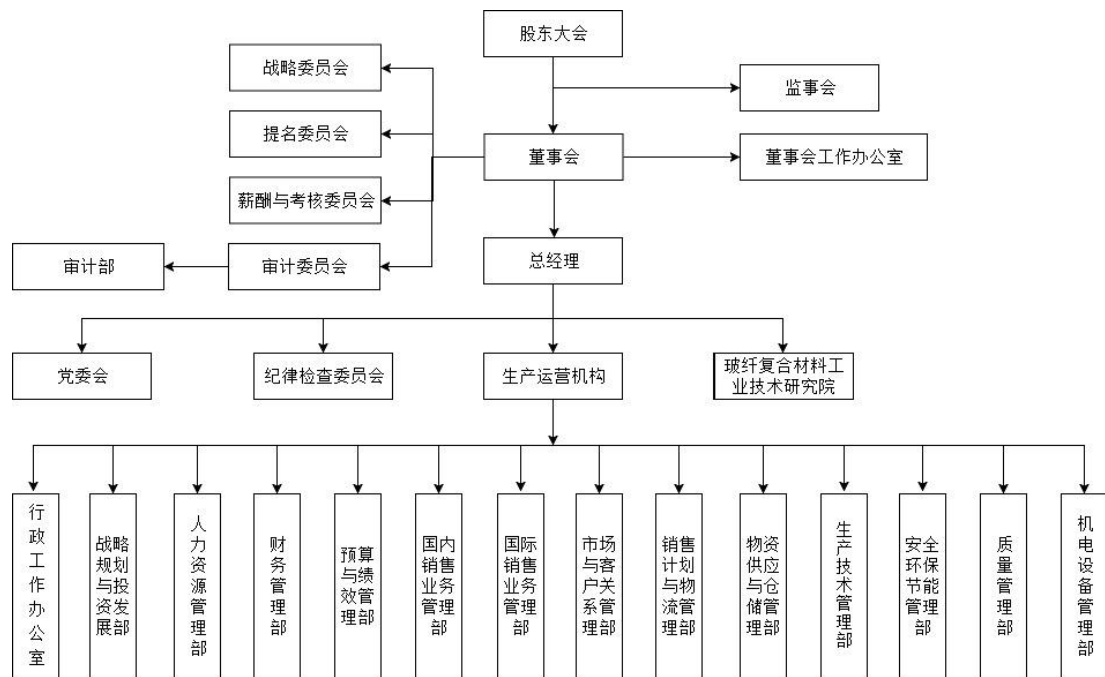 股东大会
战略委员会
监事会
提名委员会
董事会
董事会工作办公室
薪酬与考核委员会
审计部
审计委员会
总经理
党委会
纪律检查委员会
生产运营机构
玻纤复合材料工
业技术研究院
行政工作办公室
战略
规划
与投
资发
展部
人力资源管理部
财务管理部
预算
与绩
效管
理部
国内
销售
业务
管理
部
国际
销售
业务
管理
部
市场
与客
户关
系管
理部
销售
计划
与物
流管
理部
物资
供应
与仓
储管
理部
生产技术管理部
安全
环保
节能
管理
部
质量管理部
机电设备管理部